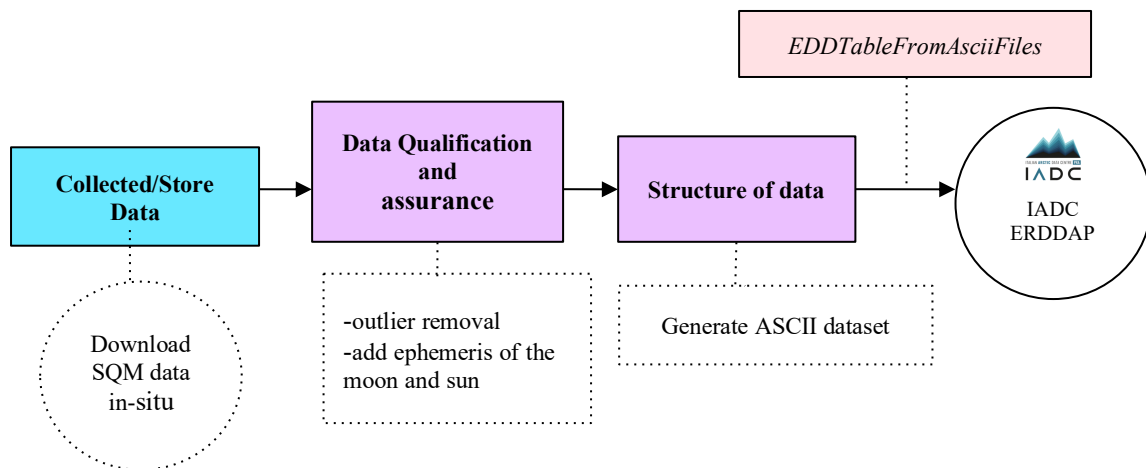 EDDTableFromAsciiFiles
Collected/Store
Data
Data Qualification
and
assurance
Structure of data
IADC
IADC
ERDDAP
Download
SQM data
in-situ
-outlier removal
-add ephemeris of the
moon and sun
Generate ASCII dataset